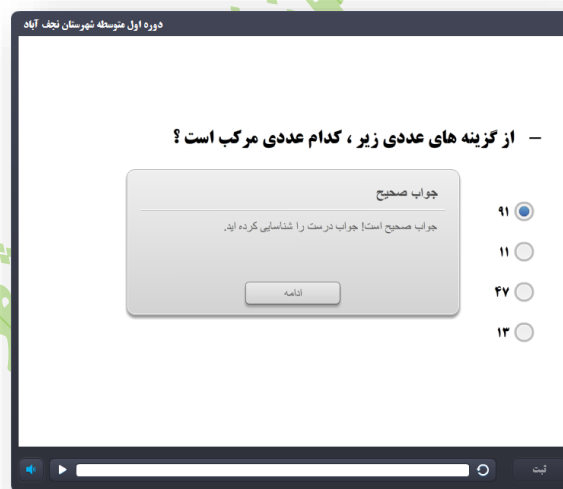 دوره اول متوسطه شهرستان نجف آباد
– از گزینه های عددی زیر ، کدام عددی مرکب است ؟
جواب صحیح
جواب صحیح است! جواب درست را شناسایی کرده اید.
ادامه
۹۱
۱۱
۴۷
۱۳
ثبت